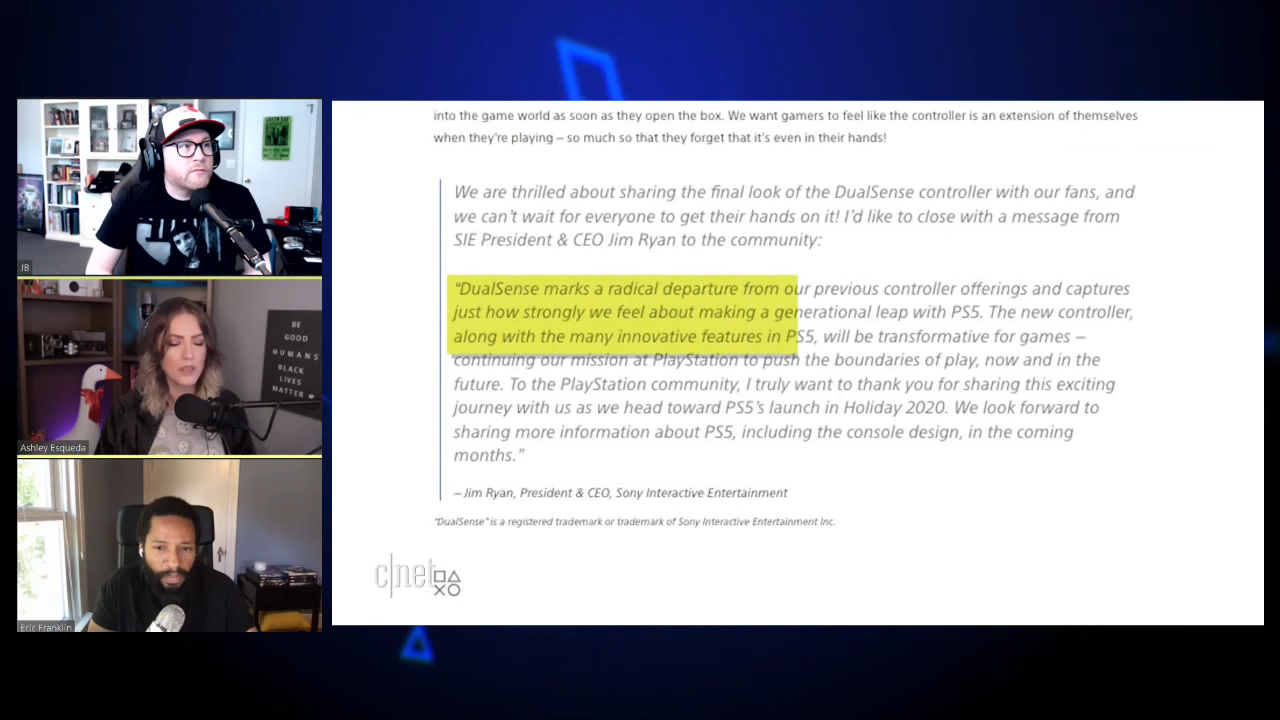 into the game world as soon as they open the box. We want gamers to feel like the controller is an extension of themselves
when they're playing – so much so that they forget that it's even in their hands!
We are thrilled about sharing the final look of the DualSense controller with our fans, and
we can't wait for everyone to get their hands on it! I'd like to close with a message from
SIE President & CEO Jim Ryan to the community:
“DualSense marks a radical departure from our previous controller offerings and captures
just how strongly we feel about making a generational leap with PS5. The new controller,
along with the many innovative features in PS5, will be transformative for games –
continuing our mission at PlayStation to push the boundaries of play, now and in the
future. To the PlayStation community, I truly want to thank you for sharing this exciting
journey with us as we head toward PS5's launch in Holiday 2020. We look forward to
sharing more information about PS5, including the console design, in the coming
months.”
– Jim Ryan, President & CEO, Sony Interactive Entertainment
“DualSense” is a registered trademark or trademark of Sony Interactive Entertainment Inc.
c|net
JB
GREEN DAY
BE
GOOD
HUMANS
BLACK
LIVES
MATTER ♥
Ashley Esqueda
Eric Franklin